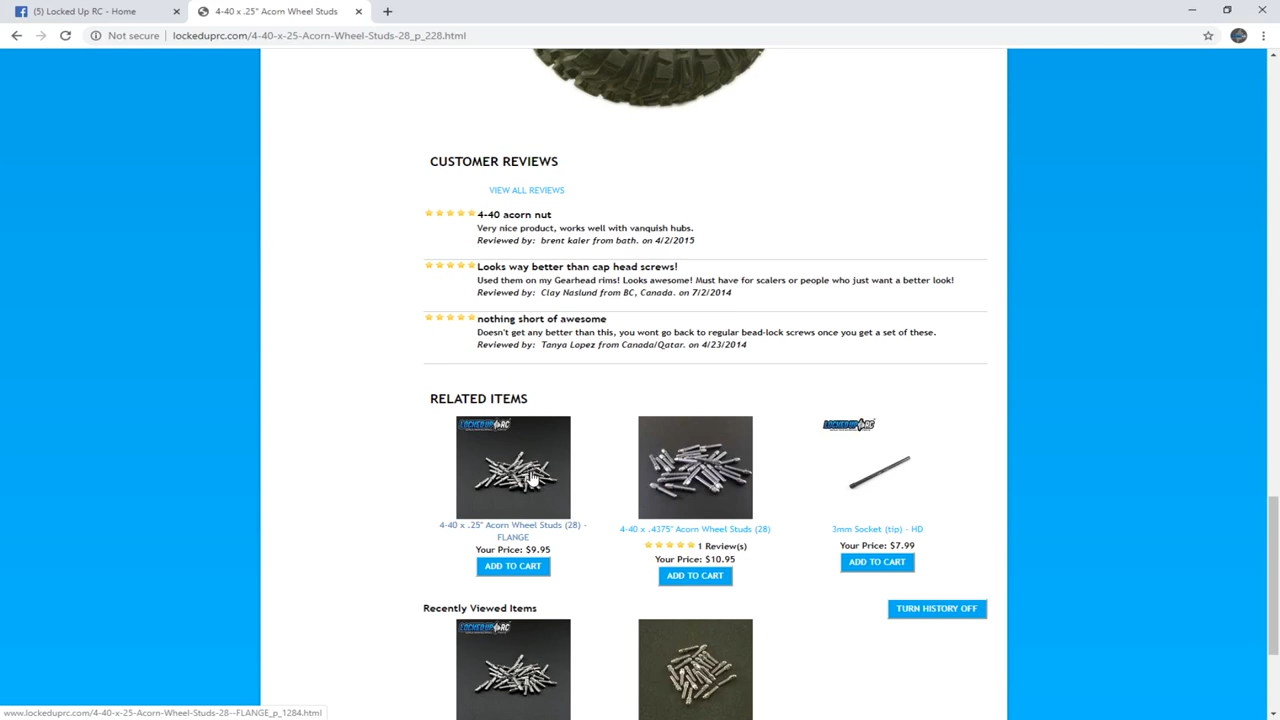 (5) Locked Up RC - Home
4-40 x .25" Acorn Wheel Studs
Not secure
lockeduprc.com/4-40-x-25-Acorn-Wheel-Studs-28_p_228.html
CUSTOMER REVIEWS
VIEW ALL REVIEWS
4-40 acorn nut
Very nice product, works well with vanquish hubs.
Reviewed by: brent kaler from bath. on 4/2/2015
Looks way better than cap head screws!
Used them on my Gearhead rims! Looks awesome! Must have for scalers or people who just want a better look!
Reviewed by: Clay Naslund from BC, Canada. on 7/2/2014
nothing short of awesome
Doesn't get any better than this, you wont go back to regular bead-lock screws once you get a set of these.
Reviewed by: Tanya Lopez from Canada/Qatar. on 4/23/2014
RELATED ITEMS
LOCKED UP RC
LOCKED UP RC
4-40 x .25" Acorn Wheel Studs (28) -
FLANGE
Your Price: $9.95
ADD TO CART
4-40 x .4375" Acorn Wheel Studs (28)
1 Review(s)
Your Price: $10.95
ADD TO CART
3mm Socket (tip) - HD
Your Price: $7.99
ADD TO CART
Recently Viewed Items
TURN HISTORY OFF
LOCKED UP RC
www.lockeduprc.com/4-40-x-25-Acorn-Wheel-Studs-28--FLANGE_p_1284.html